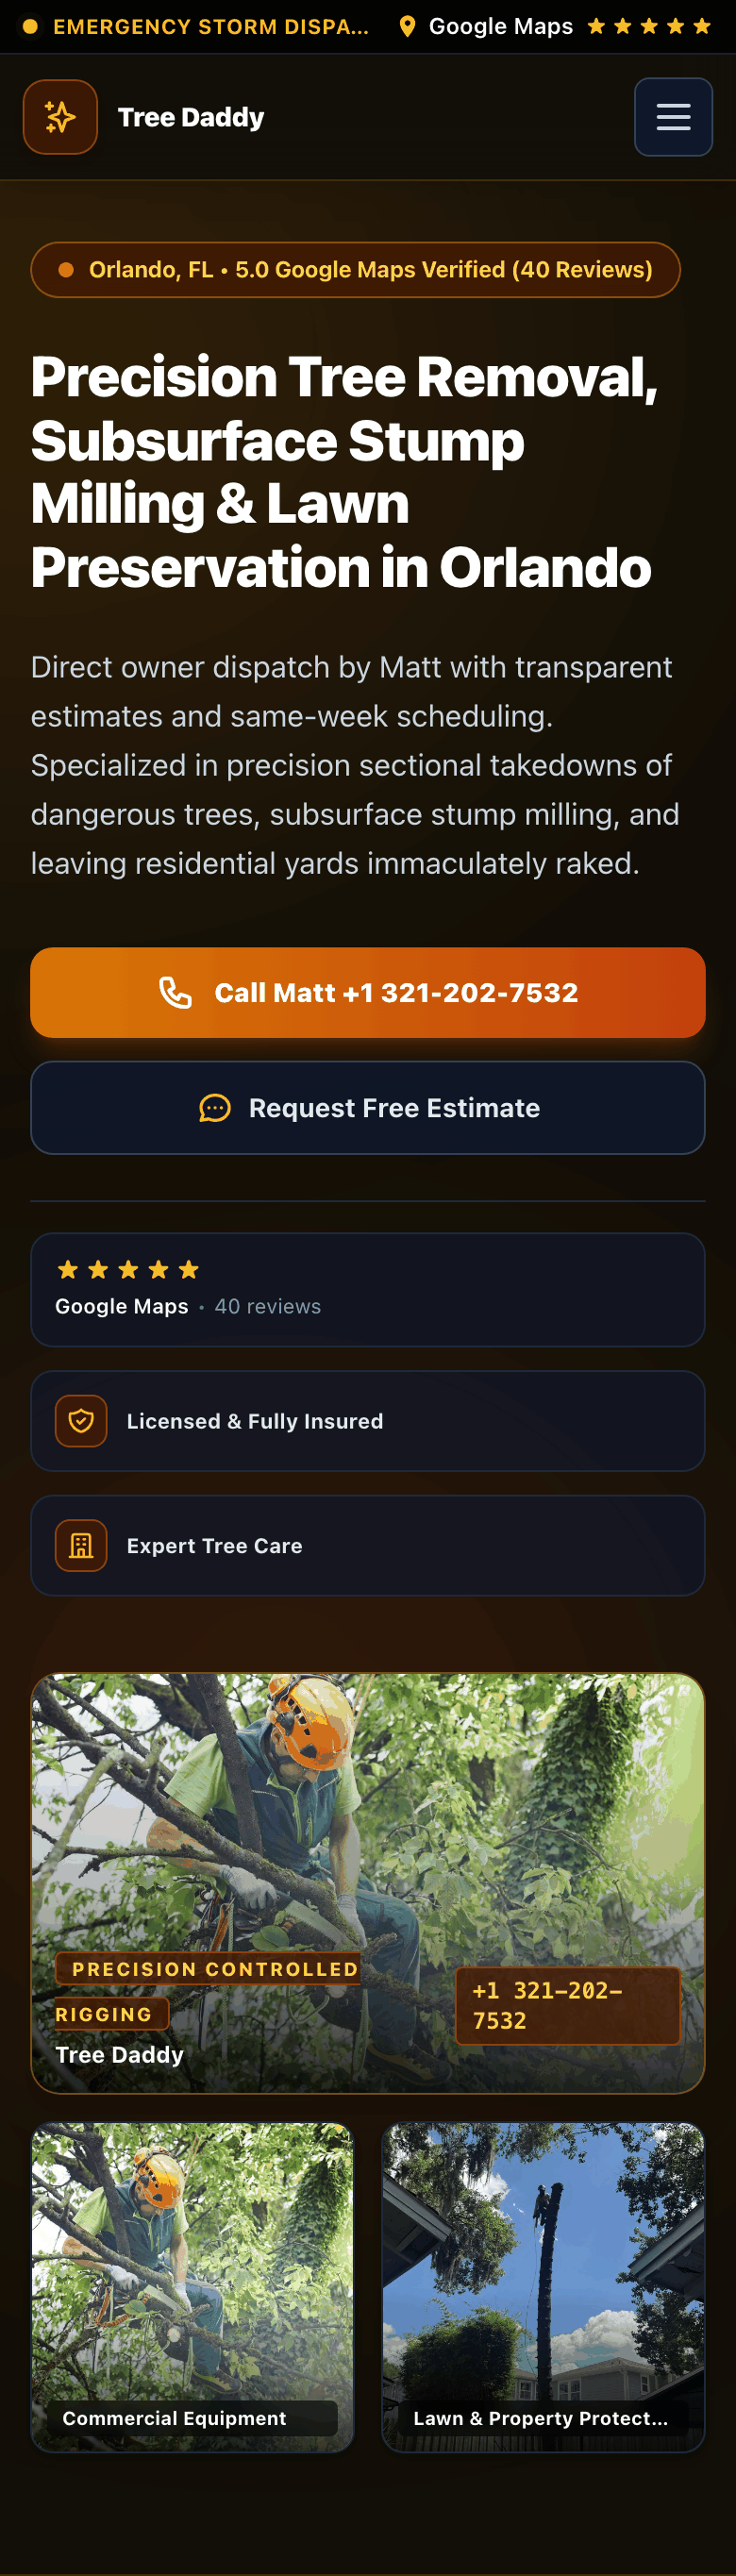 EMERGENCY STORM DISPA... Google Maps
Tree Daddy
Orlando, FL • 5.0 Google Maps Verified (40 Reviews)
Precision Tree Removal,
Subsurface Stump
Milling & Lawn
Preservation in Orlando
Direct owner dispatch by Matt with transparent
estimates and same-week scheduling.
Specialized in precision sectional takedowns of
dangerous trees, subsurface stump milling, and
leaving residential yards immaculately raked.
Call Matt +1 321-202-7532
Request Free Estimate
Google Maps • 40 reviews
Licensed & Fully Insured
Expert Tree Care
PRECISION CONTROLLED
RIGGING
Tree Daddy
+1 321-202-
7532
Commercial Equipment
Lawn & Property Protect...